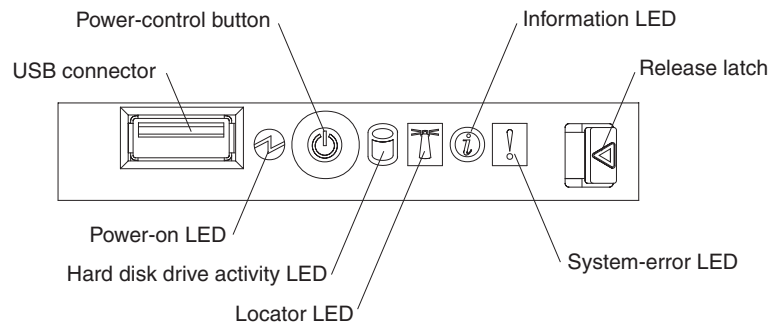 Power-control button
Information LED
USB connector
Release latch
Power-on LED
Hard disk drive activity LED
System-error LED
Locator LED